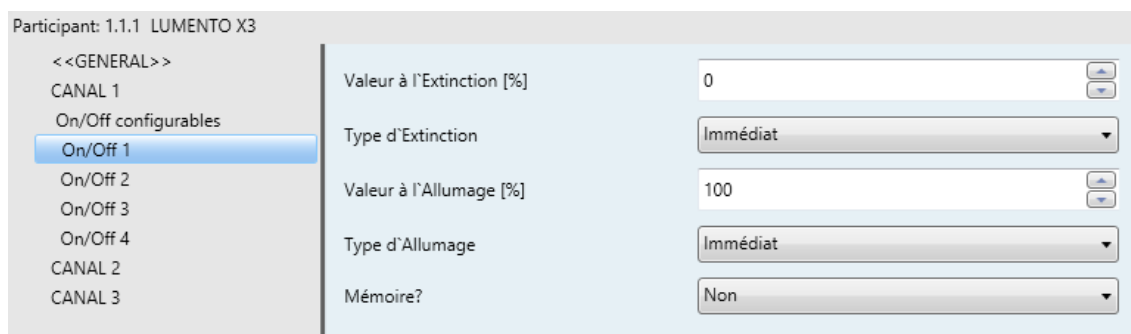 Participant: 1.1.1 LUMENTO X3
<<GENERAL>>
CANAL 1
On/Off configurables
On/Off 1
On/Off 2
On/Off 3
On/Off 4
CANAL 2
CANAL 3
Valeur à l`Extinction [%]
0
Type d`Extinction
Immédiat
Valeur à l`Allumage [%]
100
Type d`Allumage
Immédiat
Mémoire?
Non